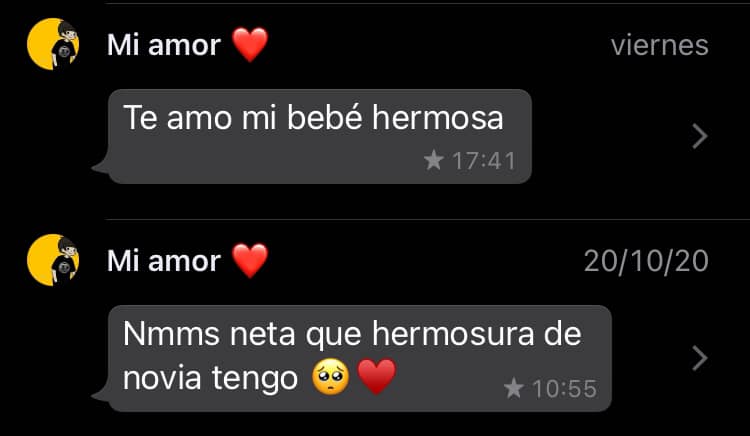 Mi amor ❤️ viernes
Te amo mi bebé hermosa
★ 17:41
Mi amor ❤️ 20/10/20
Nmms neta que hermosura de
novia tengo 🥺♥️ ★ 10:55